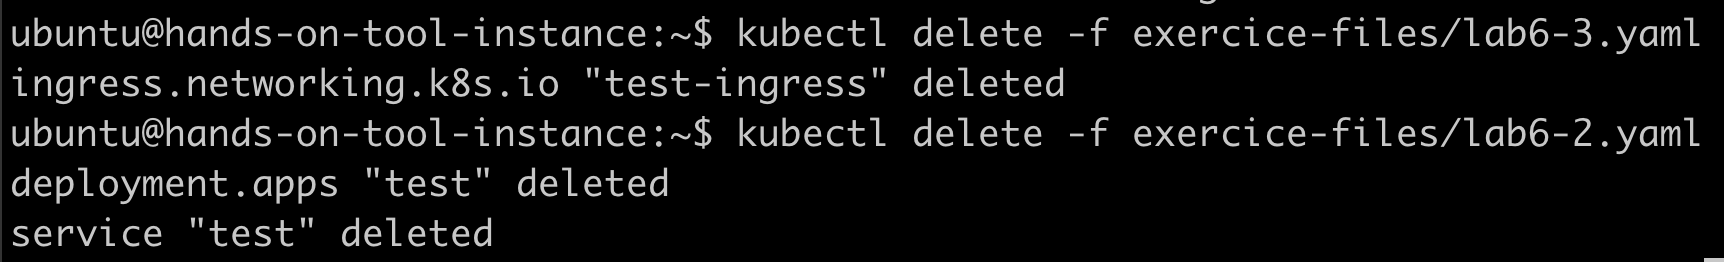 ubuntu@hands-on-tool-instance:~$ kubectl delete -f exercice-files/lab6-3.yaml
ingress.networking.k8s.io "test-ingress" deleted
ubuntu@hands-on-tool-instance:~$ kubectl delete -f exercice-files/lab6-2.yaml
deployment.apps "test" deleted
service "test" deleted